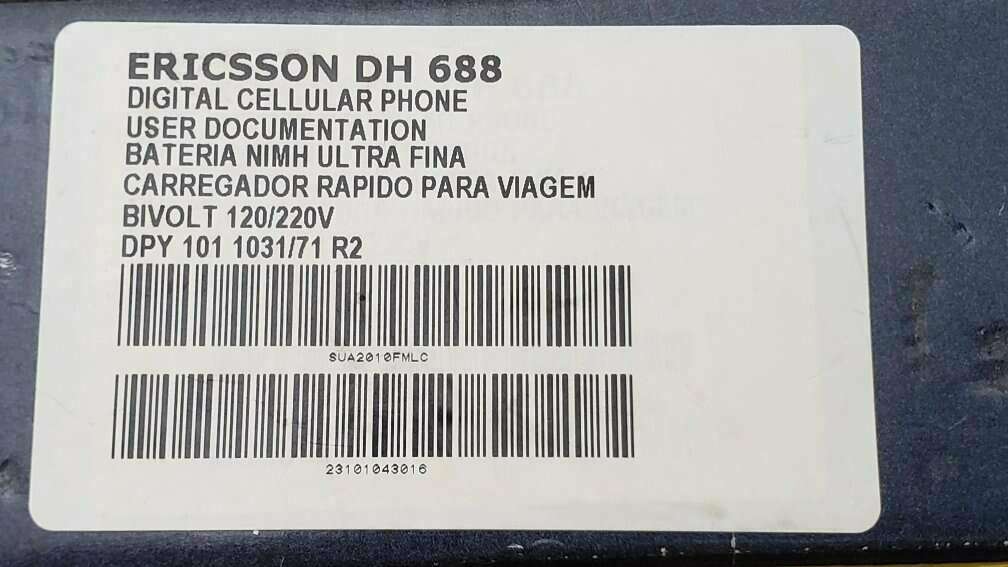 ERICSSON DH 688
DIGITAL CELLULAR PHONE
USER DOCUMENTATION
BATERIA NIMH ULTRA FINA
CARREGADOR RAPIDO PARA VIAGEM
BIVOLT 120/220V
DPY 101 1031/71 R2
SUA2010FMLC
23101043016